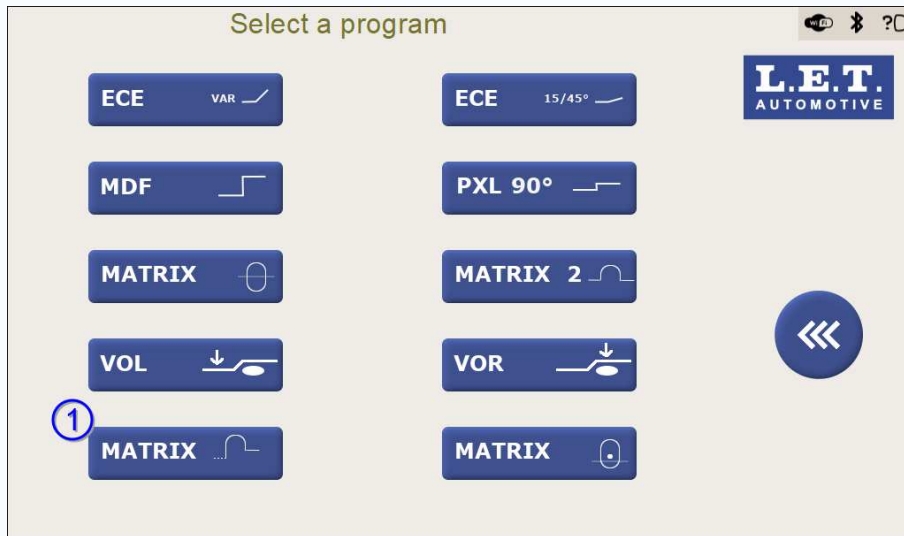 Select a program
WiFi
?
L.E.T.
AUTOMOTIVE
ECE VAR
ECE 15/45°
MDF
PXL 90°
MATRIX
MATRIX 2
VOL
VOR
1
MATRIX
MATRIX